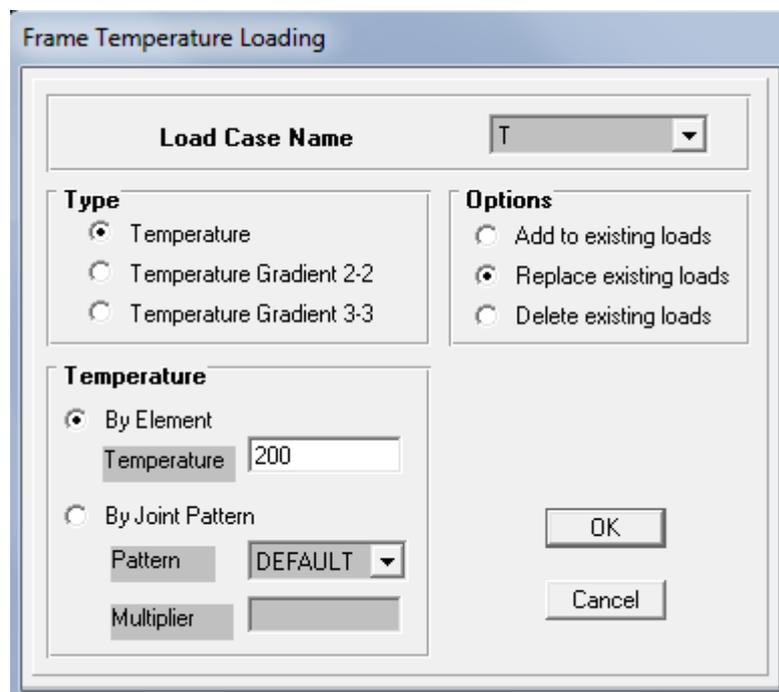 Frame Temperature Loading
Load Case Name
T
Type
Temperature
Temperature Gradient 2-2
Temperature Gradient 3-3
Options
Add to existing loads
Replace existing loads
Delete existing loads
Temperature
By Element
Temperature
200
By Joint Pattern
Pattern
DEFAULT
Multiplier
OK
Cancel